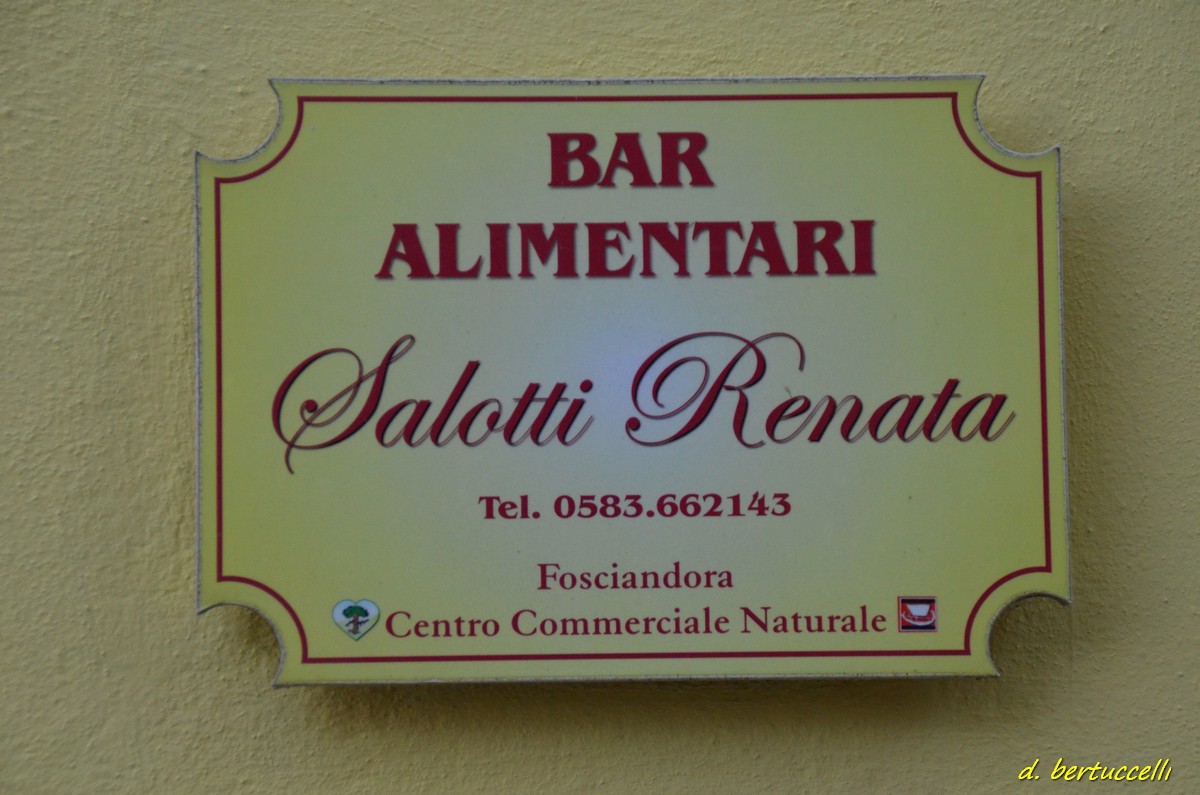 BAR
ALIMENTARI
Salotti Renata
Tel. 0583.662143
Fosciandora
Centro Commerciale Naturale
d. bertuccelli